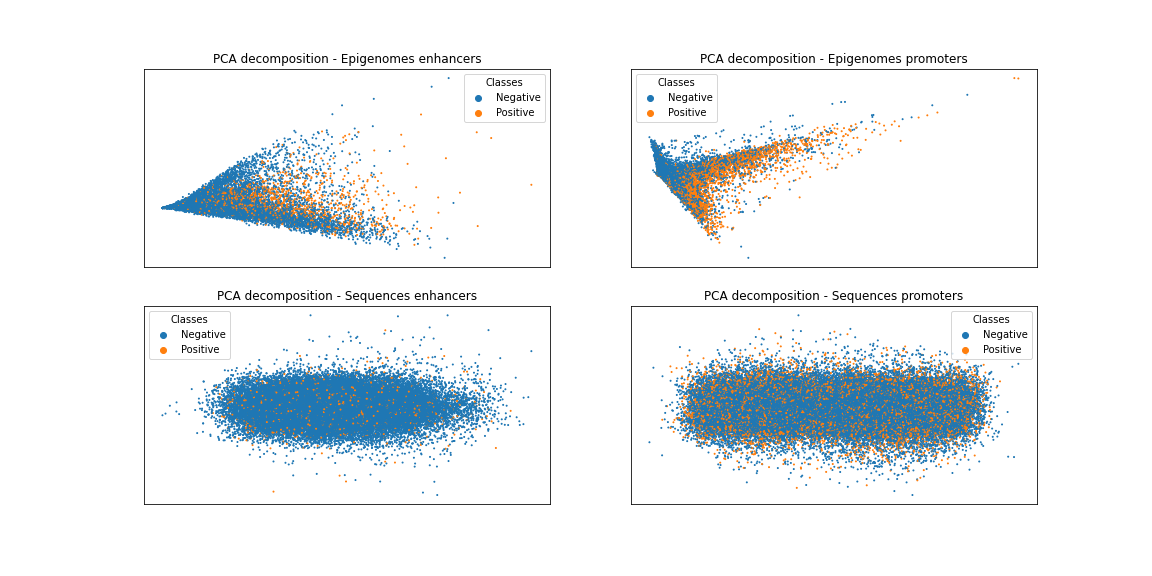 PCA decomposition - Epigenomes enhancers
Classes
Negative
Positive
PCA decomposition - Epigenomes promoters
Classes
Negative
Positive
PCA decomposition - Sequences enhancers
Classes
Negative
Positive
PCA decomposition - Sequences promoters
Classes
Negative
Positive